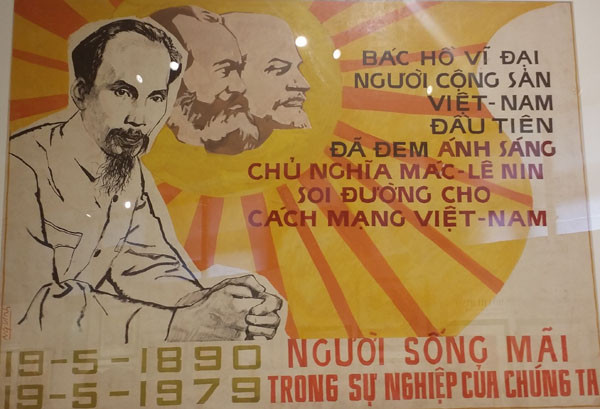 BÁC HỒ VĨ ĐẠI
NGƯỜI CỘNG SẢN
VIỆT-NAM
ĐẦU TIÊN
ĐÃ ĐEM ÁNH SÁNG
CHỦ NGHĨA MÁC-LÊ NIN
SOI ĐƯỜNG CHO
CÁCH MẠNG VIỆT-NAM
19-5-1890
19-5-1979
NGƯỜI SỐNG MÃI
TRONG SỰ NGHIỆP CỦA CHÚNG TA